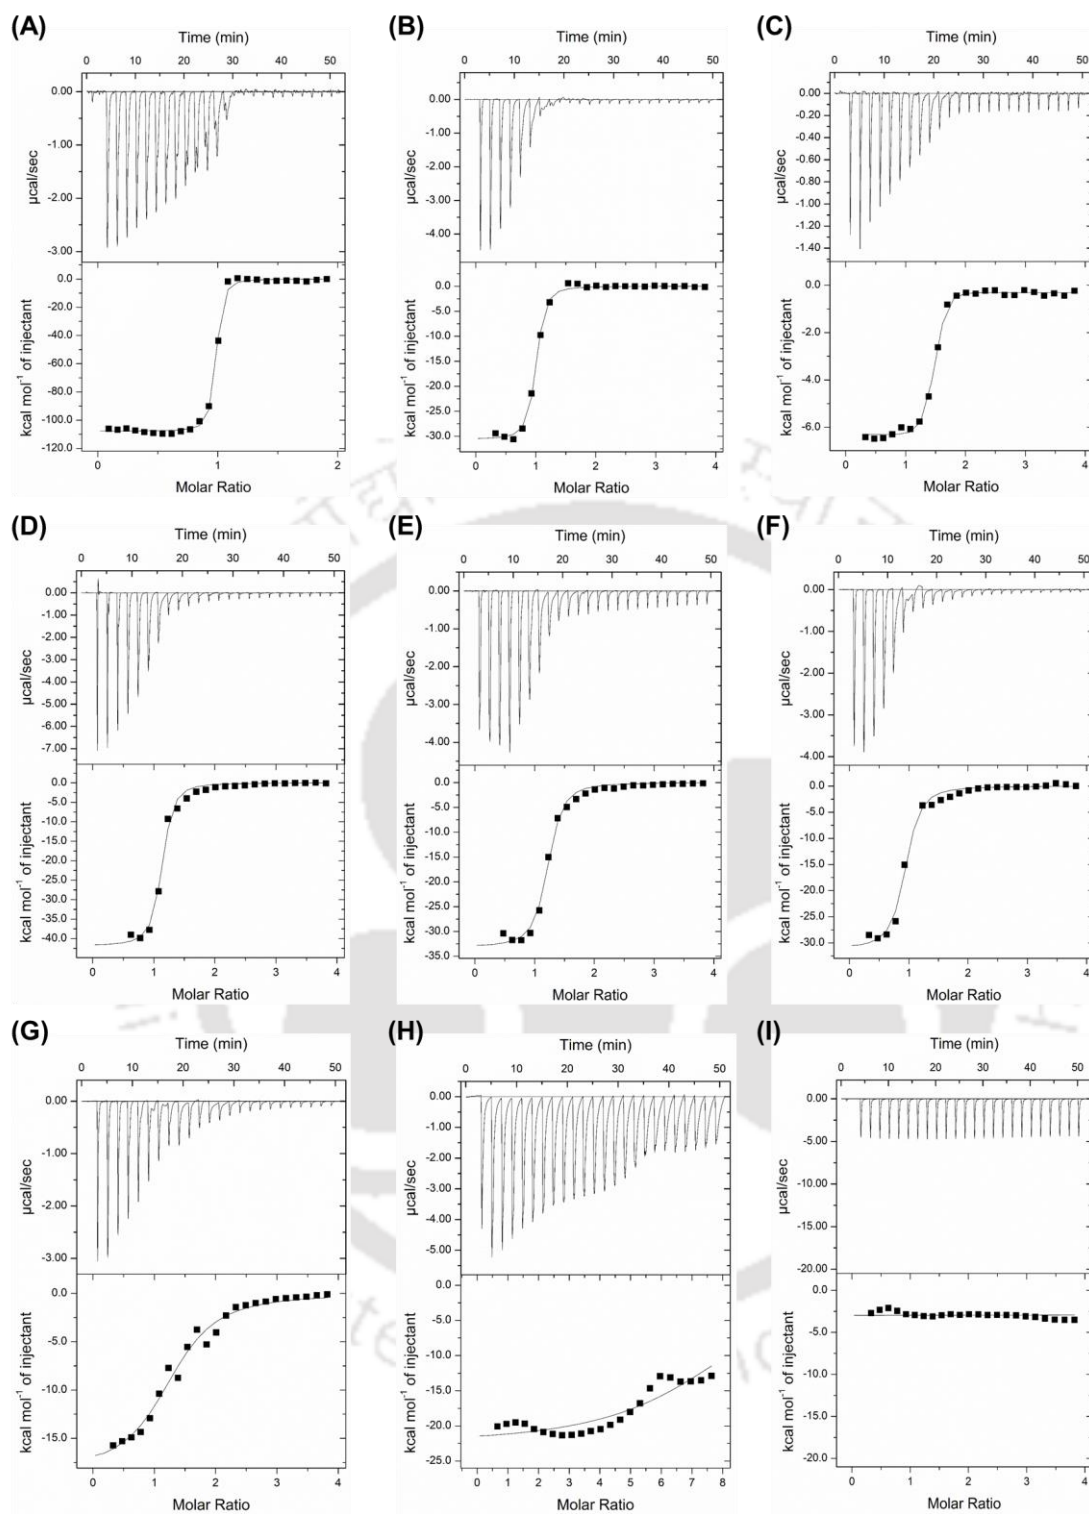 (A)
Time (min)
0 10 20 30 40 50
0.00
-1.00
-2.00
-3.00
µcal/sec
0.0
-20.0
-40.0
-60.0
-80.0
-100.0
-120.0
kcal mol⁻¹ of injectant
0 1 2
Molar Ratio
(B)
Time (min)
0 10 20 30 40 50
0.00
-1.00
-2.00
-3.00
-4.00
µcal/sec
0.0
-5.0
-10.0
-15.0
-20.0
-25.0
-30.0
kcal mol⁻¹ of injectant
0 1 2 3 4
Molar Ratio
(C)
Time (min)
0 10 20 30 40 50
0.00
-0.20
-0.40
-0.60
-0.80
-1.00
-1.20
-1.40
µcal/sec
0.0
-2.0
-4.0
-6.0
kcal mol⁻¹ of injectant
0 1 2 3 4
Molar Ratio
(D)
Time (min)
0 10 20 30 40 50
0.00
-1.00
-2.00
-3.00
-4.00
-5.00
-6.00
-7.00
µcal/sec
0.0
-5.0
-10.0
-15.0
-20.0
-25.0
-30.0
-35.0
-40.0
kcal mol⁻¹ of injectant
0 1 2 3 4
Molar Ratio
(E)
Time (min)
0 10 20 30 40 50
0.00
-1.00
-2.00
-3.00
-4.00
µcal/sec
0.0
-5.0
-10.0
-15.0
-20.0
-25.0
-30.0
-35.0
kcal mol⁻¹ of injectant
0 1 2 3 4
Molar Ratio
(F)
Time (min)
0 10 20 30 40 50
0.00
-1.00
-2.00
-3.00
-4.00
µcal/sec
0.0
-5.0
-10.0
-15.0
-20.0
-25.0
-30.0
kcal mol⁻¹ of injectant
0 1 2 3 4
Molar Ratio
(G)
Time (min)
0 10 20 30 40 50
0.00
-1.00
-2.00
-3.00
µcal/sec
0.0
-5.0
-10.0
-15.0
kcal mol⁻¹ of injectant
0 1 2 3 4
Molar Ratio
(H)
Time (min)
0 10 20 30 40 50
0.00
-1.00
-2.00
-3.00
-4.00
-5.00
µcal/sec
0.0
-5.0
-10.0
-15.0
-20.0
-25.0
kcal mol⁻¹ of injectant
0 1 2 3 4 5 6 7 8
Molar Ratio
(I)
Time (min)
0 10 20 30 40 50
0.00
-5.00
-10.00
-15.00
-20.00
µcal/sec
0.0
-5.0
-10.0
-15.0
-20.0
kcal mol⁻¹ of injectant
0 1 2 3 4
Molar Ratio